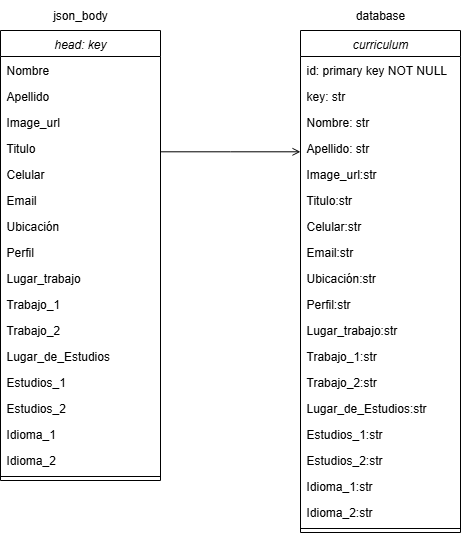 json_body
head: key
Nombre
Apellido
Image_url
Titulo
Celular
Email
Ubicación
Perfil
Lugar_trabajo
Trabajo_1
Trabajo_2
Lugar_de_Estudios
Estudios_1
Estudios_2
Idioma_1
Idioma_2
database
curriculum
id: primary key NOT NULL
key: str
Nombre: str
Apellido: str
Image_url:str
Titulo:str
Celular:str
Email:str
Ubicación:str
Perfil:str
Lugar_trabajo:str
Trabajo_1:str
Trabajo_2:str
Lugar_de_Estudios:str
Estudios_1:str
Estudios_2:str
Idioma_1:str
Idioma_2:str